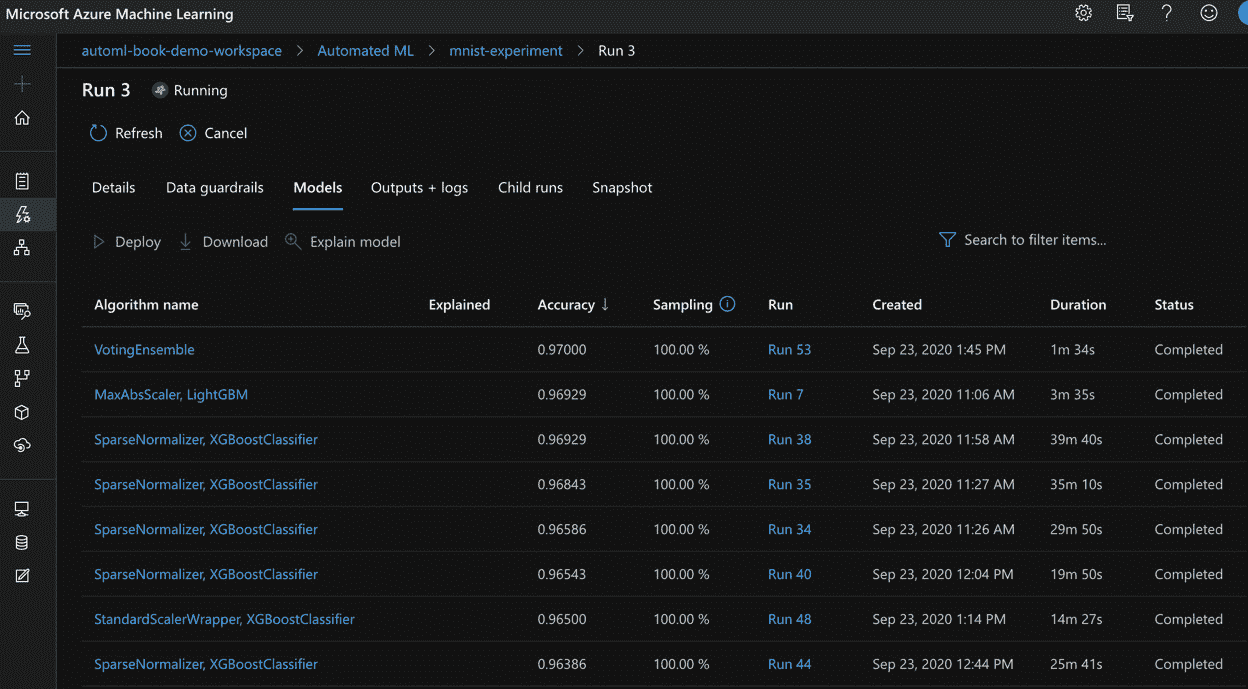 Microsoft Azure Machine Learning
automl-book-demo-workspace > Automated ML > mnist-experiment > Run 3
Run 3 Running
Refresh Cancel
Details Data guardrails Models Outputs + logs Child runs Snapshot
Deploy Download Explain model Search to filter items...
Algorithm name Explained Accuracy ↓ Sampling Run Created Duration Status
VotingEnsemble 0.97000 100.00 % Run 53 Sep 23, 2020 1:45 PM 1m 34s Completed
MaxAbsScaler, LightGBM 0.96929 100.00 % Run 7 Sep 23, 2020 11:06 AM 3m 35s Completed
SparseNormalizer, XGBoostClassifier 0.96929 100.00 % Run 38 Sep 23, 2020 11:58 AM 39m 40s Completed
SparseNormalizer, XGBoostClassifier 0.96843 100.00 % Run 35 Sep 23, 2020 11:27 AM 35m 10s Completed
SparseNormalizer, XGBoostClassifier 0.96586 100.00 % Run 34 Sep 23, 2020 11:26 AM 29m 50s Completed
SparseNormalizer, XGBoostClassifier 0.96543 100.00 % Run 40 Sep 23, 2020 12:04 PM 19m 50s Completed
StandardScalerWrapper, XGBoostClassifier 0.96500 100.00 % Run 48 Sep 23, 2020 1:14 PM 14m 27s Completed
SparseNormalizer, XGBoostClassifier 0.96386 100.00 % Run 44 Sep 23, 2020 12:44 PM 25m 41s Completed